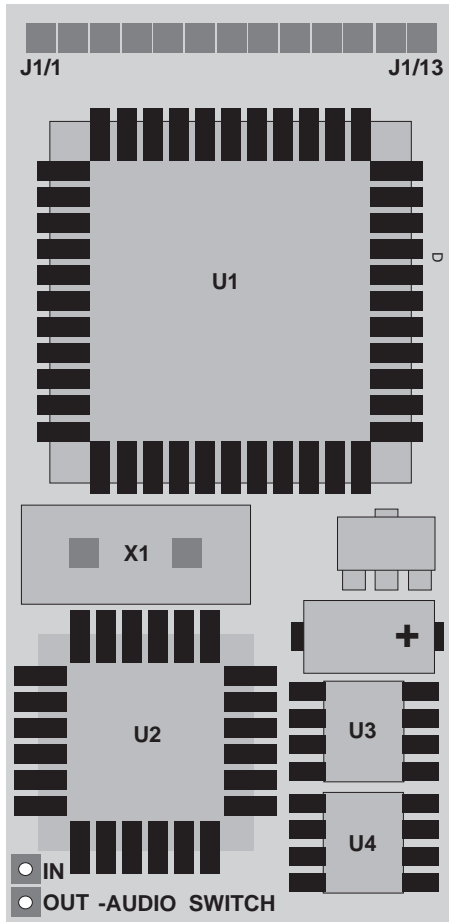 J1/1 J1/13
U1
D
X1
+
U2
U3
U4
IN
OUT -AUDIO SWITCH